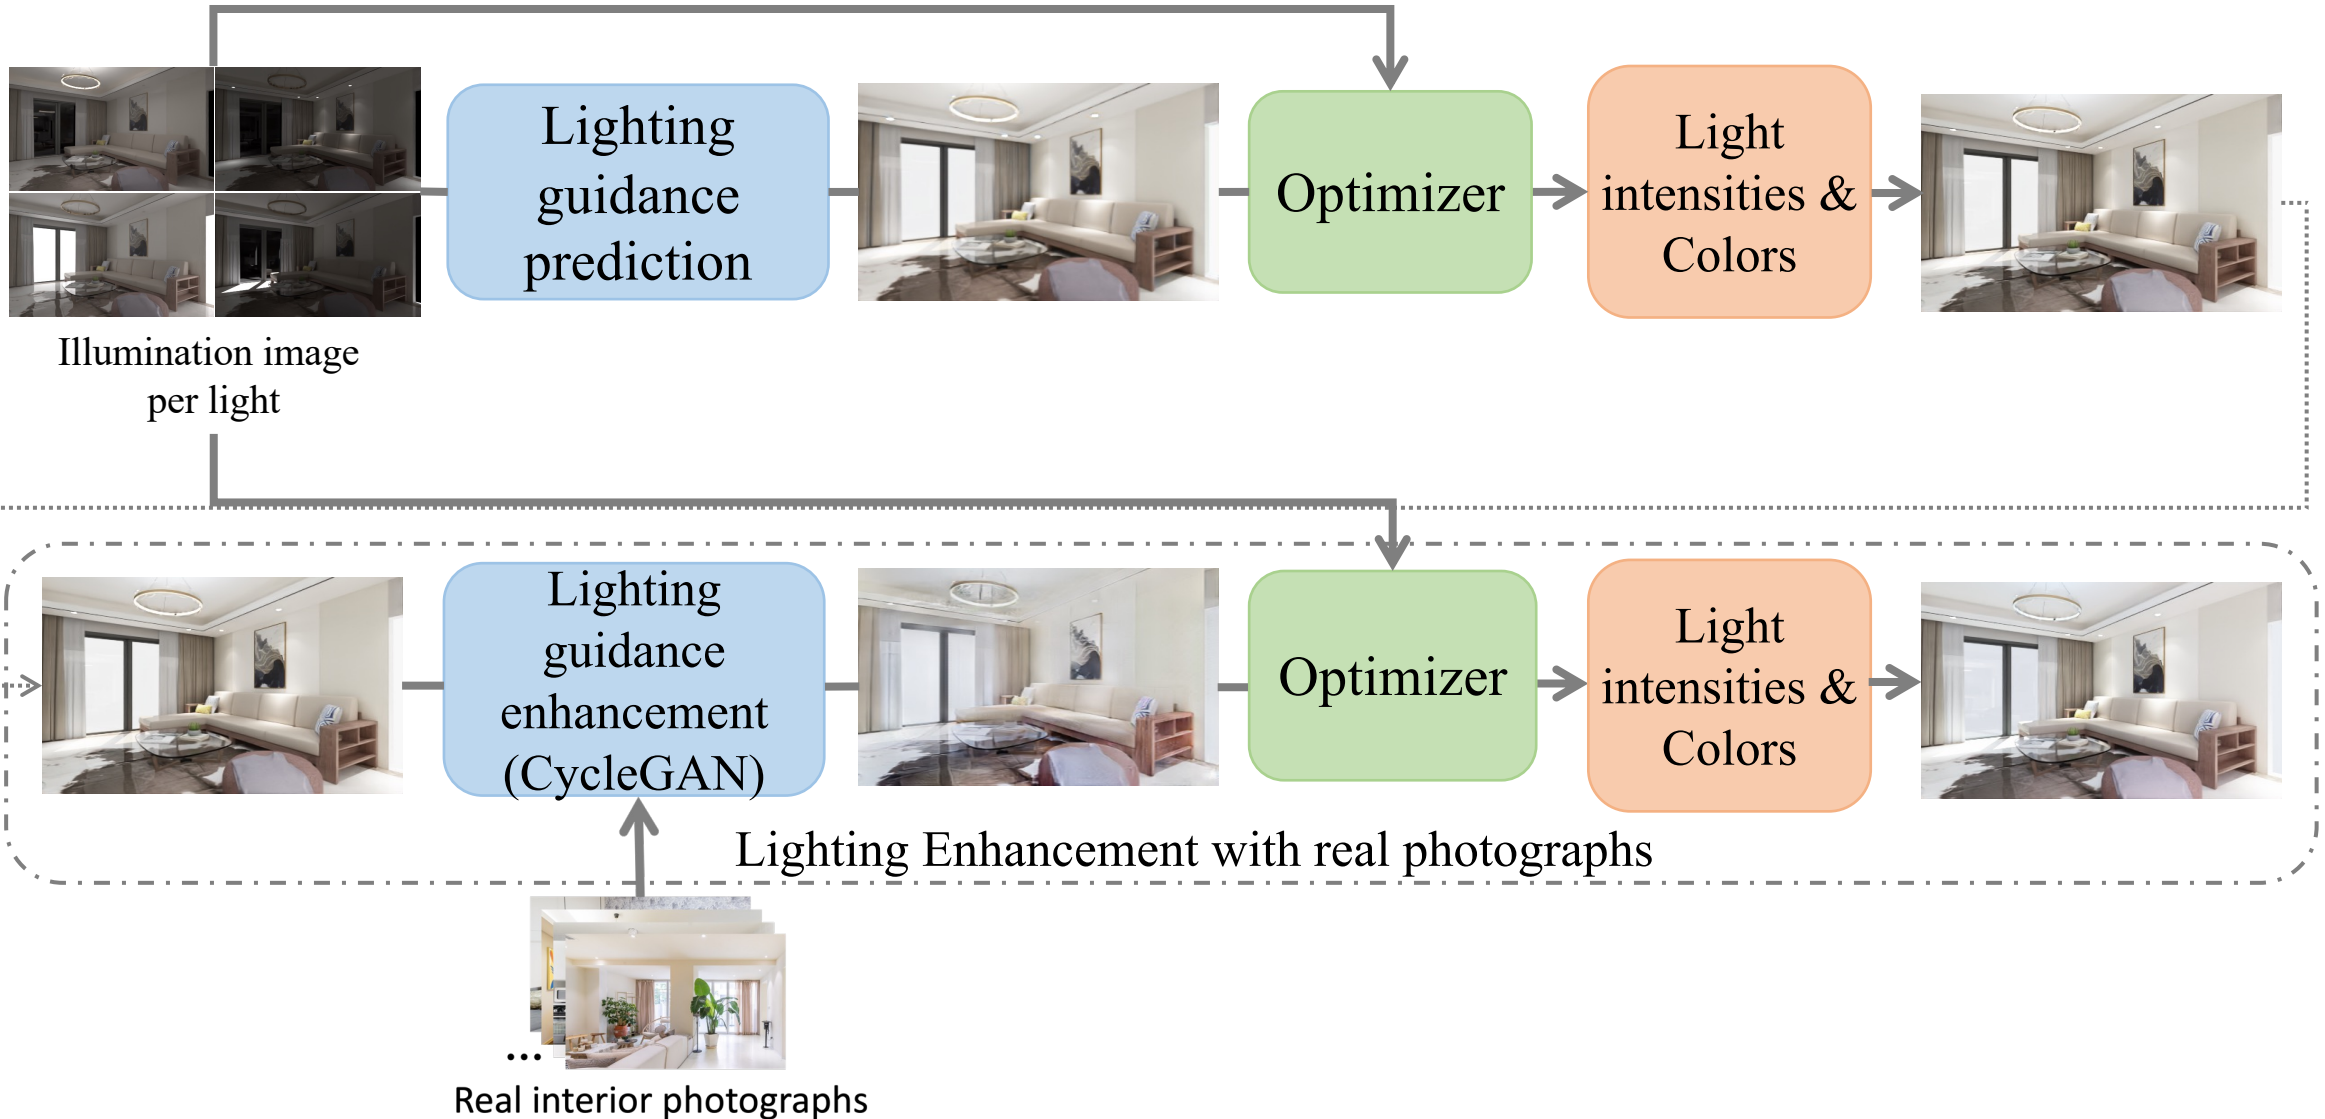 Lighting
guidance
prediction
Optimizer
Light
intensities &
Colors
Illumination image
per light
Lighting
guidance
enhancement
(CycleGAN)
Optimizer
Light
intensities &
Colors
Lighting Enhancement with real photographs
...
Real interior photographs